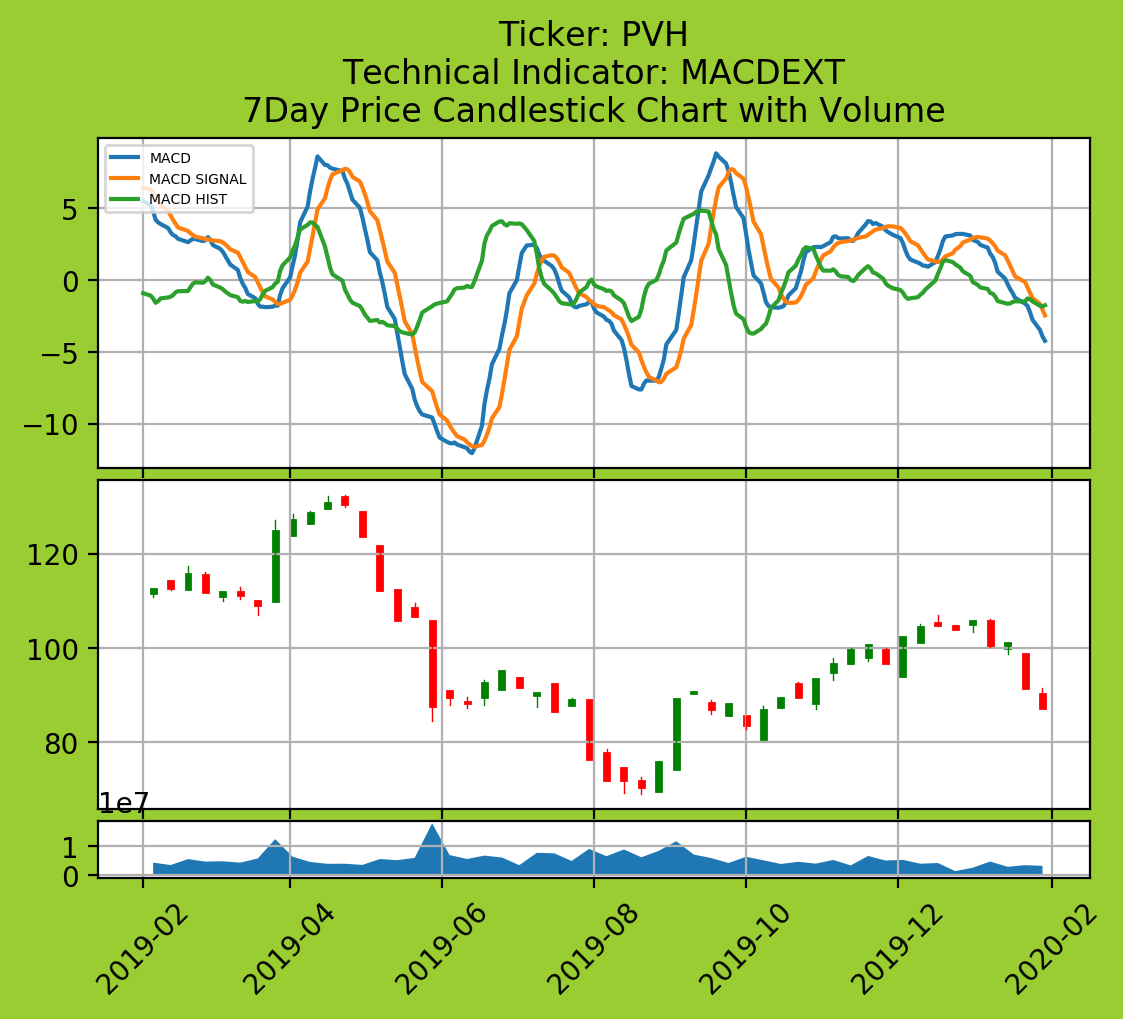 Ticker: PVH
Technical Indicator: MACDEXT
7Day Price Candlestick Chart with Volume
MACD
MACD SIGNAL
MACD HIST
5
0
−5
−10
120
100
80
1e7
1
0
2019-02
2019-04
2019-06
2019-08
2019-10
2019-12
2020-02